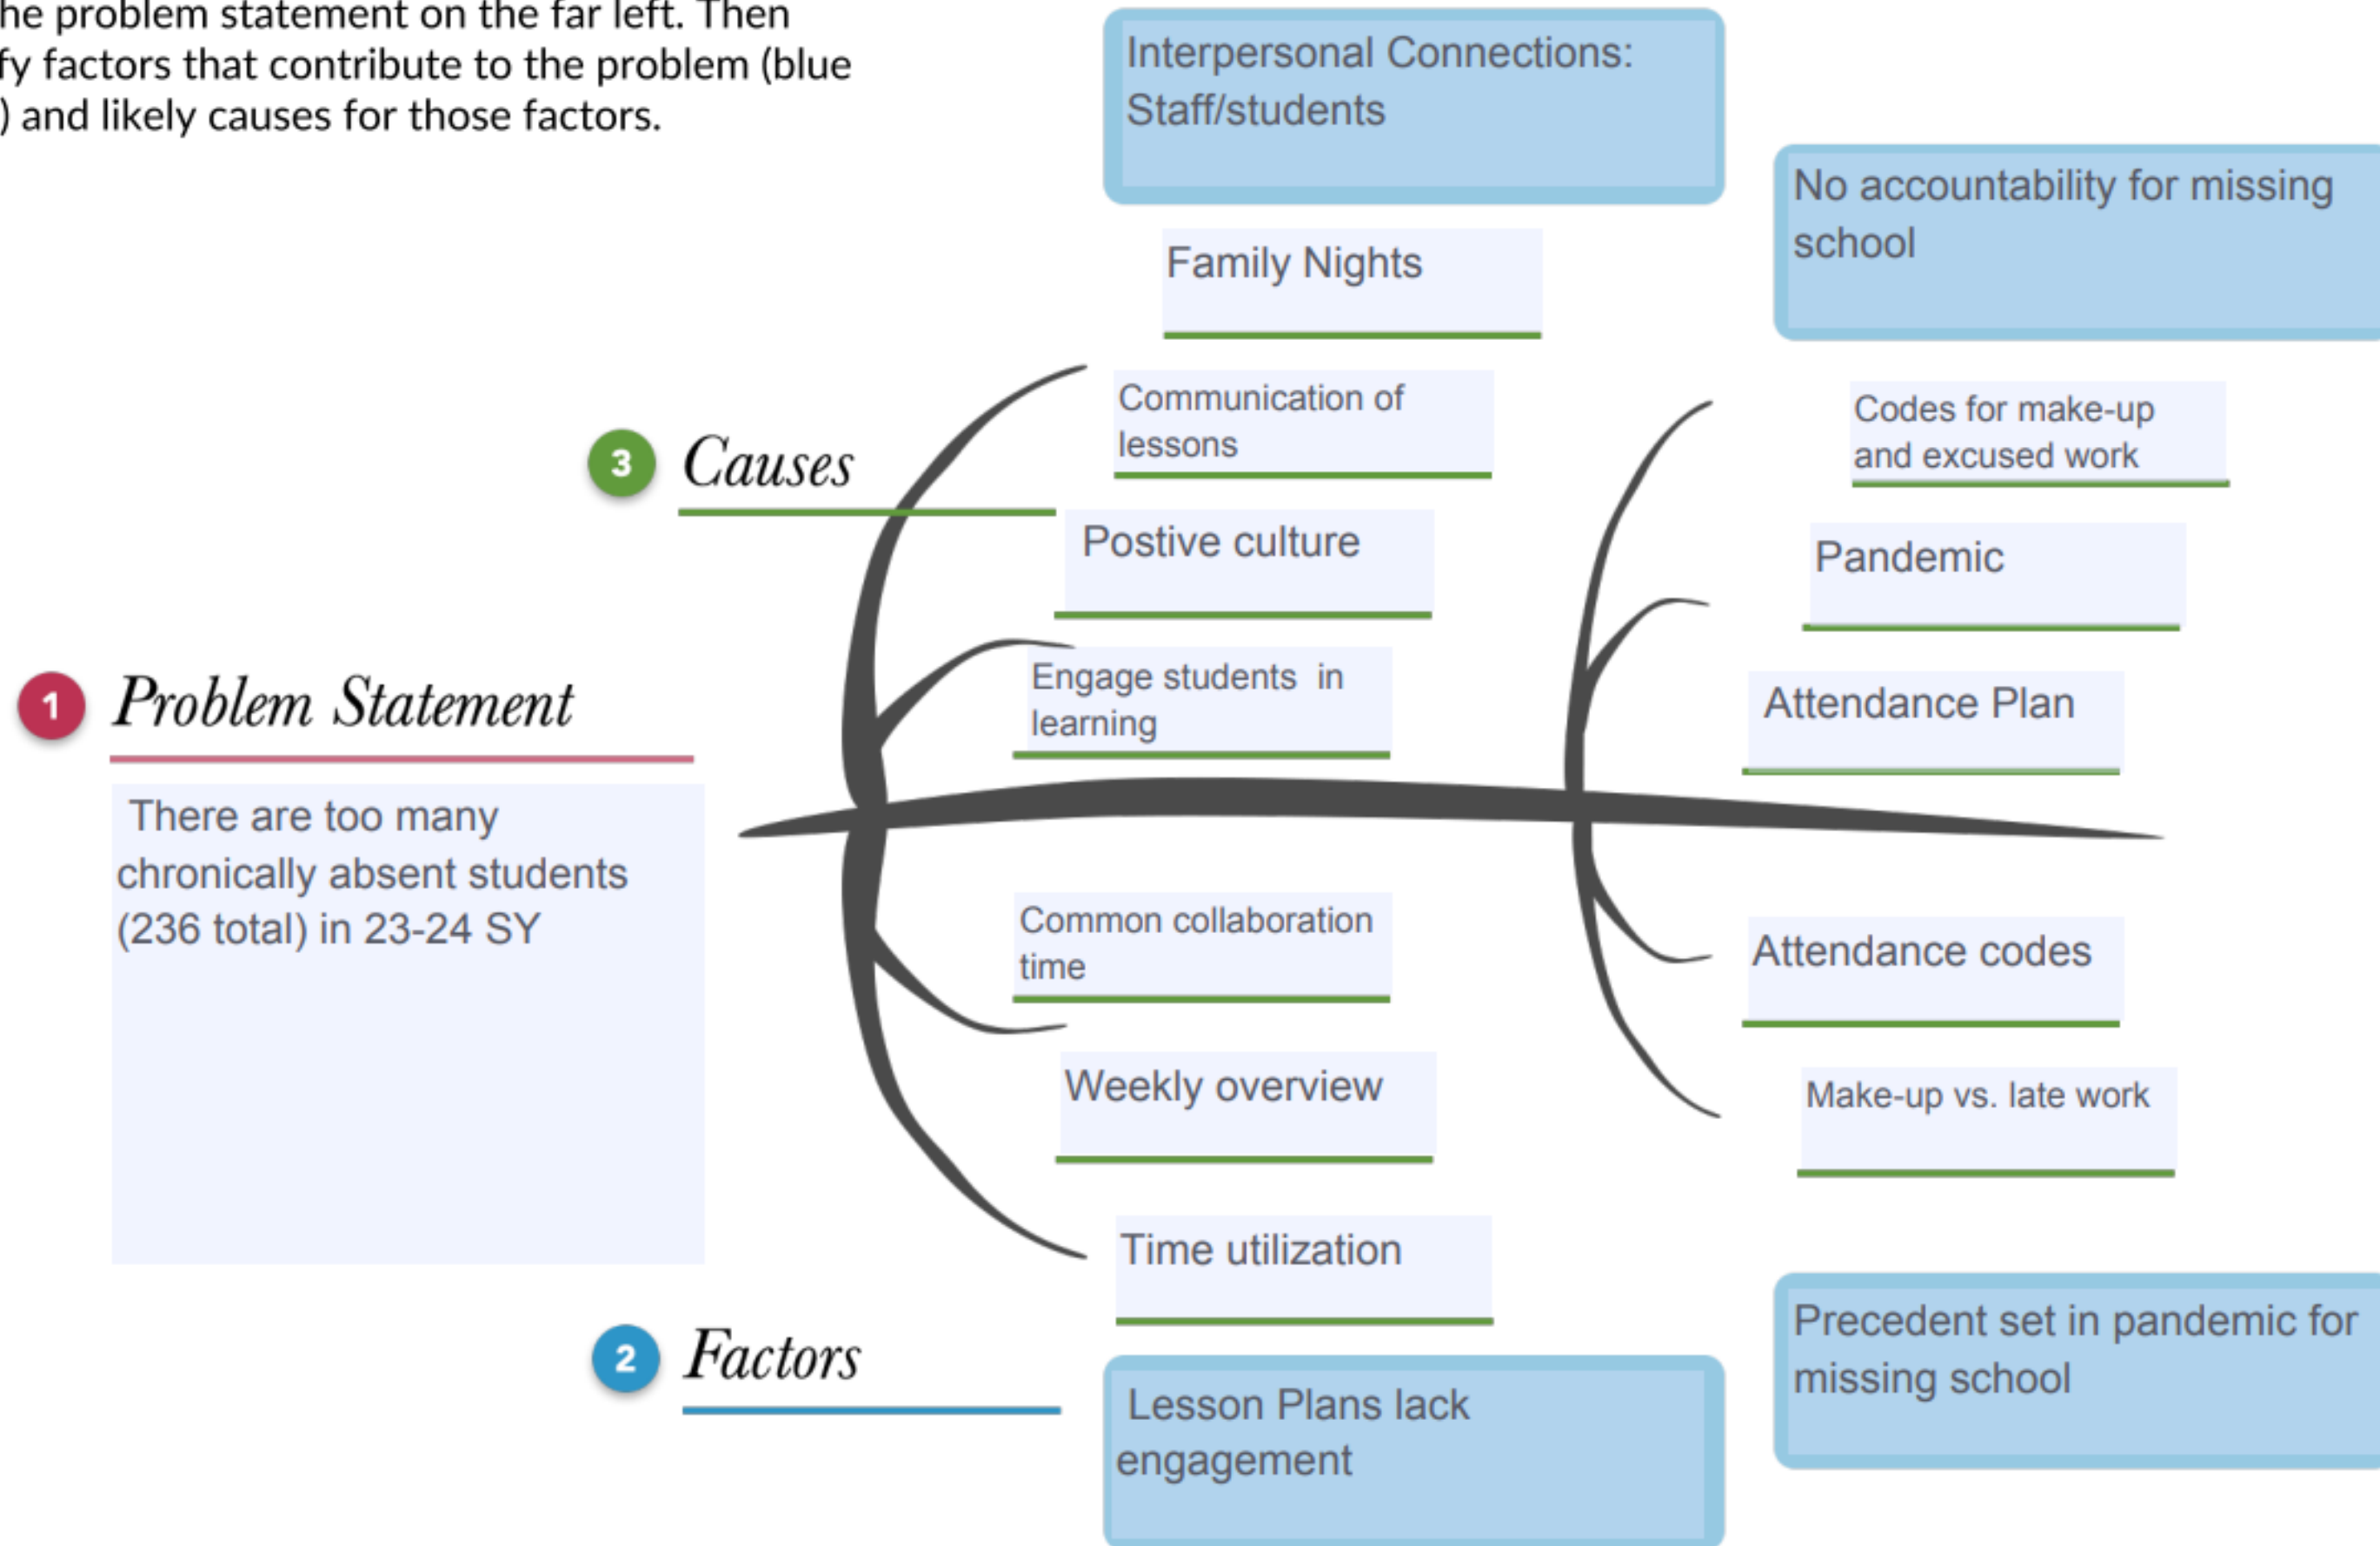 he problem statement on the far left. Then
fy factors that contribute to the problem (blue
) and likely causes for those factors.
Interpersonal Connections:
Staff/students
No accountability for missing
school
Family Nights
Communication of
lessons
Codes for make-up
and excused work
3 Causes
Postive culture
Pandemic
Engage students in
learning
Attendance Plan
1 Problem Statement
There are too many
chronically absent students
(236 total) in 23-24 SY
Common collaboration
time
Attendance codes
Weekly overview
Make-up vs. late work
Time utilization
2 Factors
Lesson Plans lack
engagement
Precedent set in pandemic for
missing school